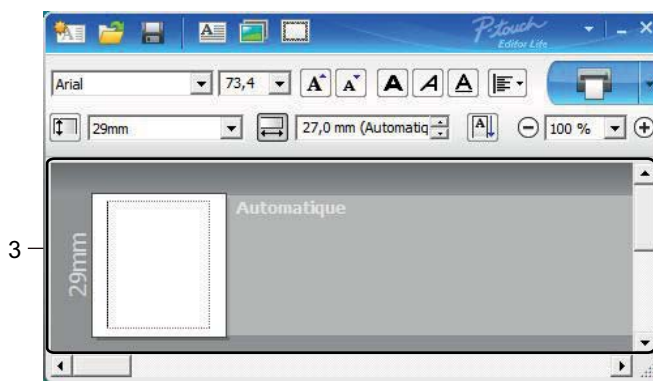 P-touch
Editor Lite
Arial 73,4 A A A A A
29mm 27,0 mm (Automatiq A 100 %
A
Automatique
29mm
3